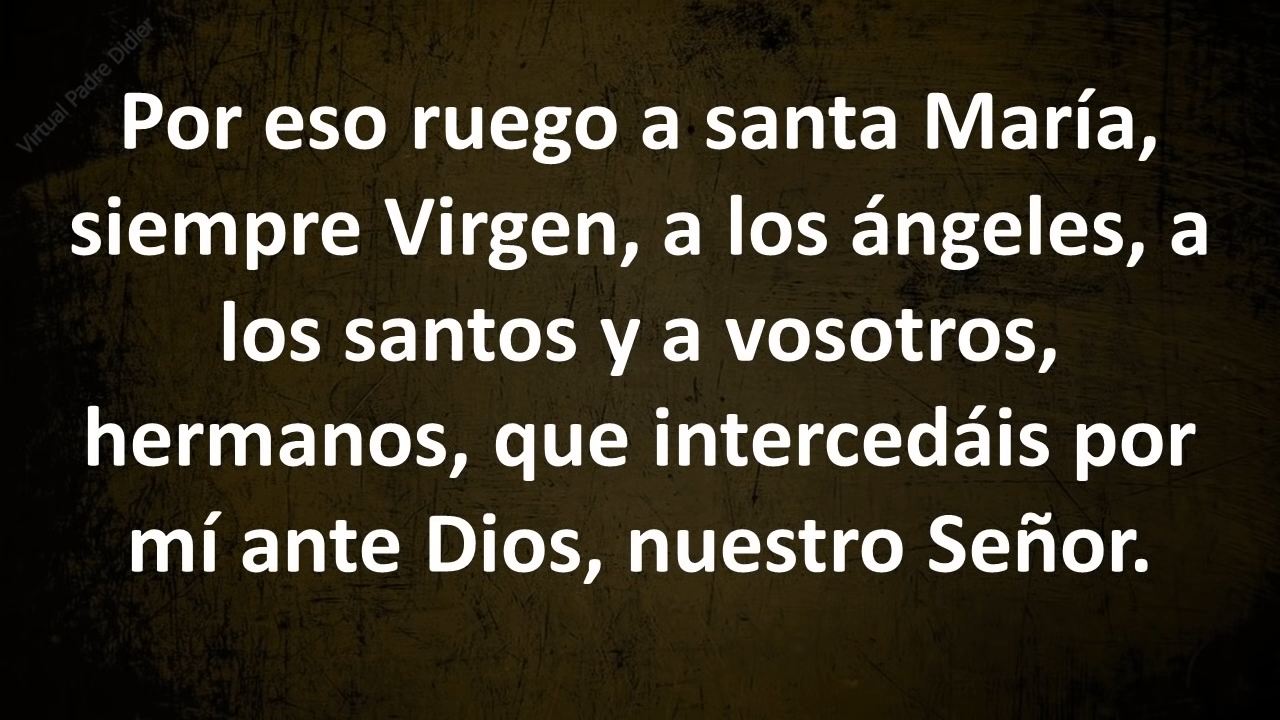 Virtual Padre Didier
Por eso ruego a santa María,
siempre Virgen, a los ángeles, a
los santos y a vosotros,
hermanos, que intercedáis por
mí ante Dios, nuestro Señor.